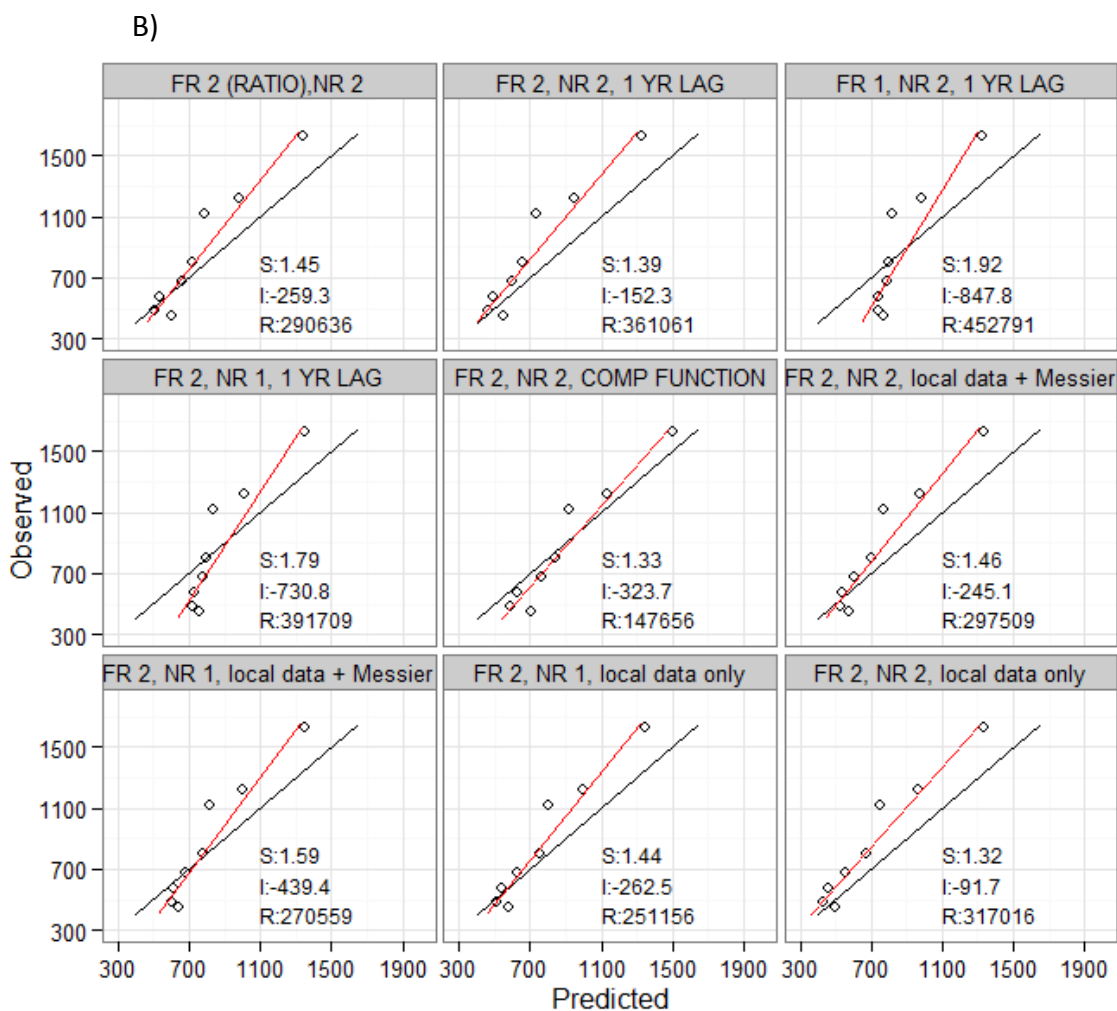 B)
FR 2 (RATIO),NR 2
FR 2, NR 2, 1 YR LAG
FR 1, NR 2, 1 YR LAG
1500
1100
700
300
S:1.45
I:-259.3
R:290636
S:1.39
I:-152.3
R:361061
S:1.92
I:-847.8
R:452791
FR 2, NR 1, 1 YR LAG
FR 2, NR 2, COMP FUNCTION
FR 2, NR 2, local data + Messier
Observed
1500
1100
700
300
S:1.79
I:-730.8
R:391709
S:1.33
I:-323.7
R:147656
S:1.46
I:-245.1
R:297509
FR 2, NR 1, local data + Messier
FR 2, NR 1, local data only
FR 2, NR 2, local data only
1500
1100
700
300
S:1.59
I:-439.4
R:270559
S:1.44
I:-262.5
R:251156
S:1.32
I:-91.7
R:317016
300 700 1100 1500 1900
300 700 1100 1500 1900
300 700 1100 1500 1900
Predicted